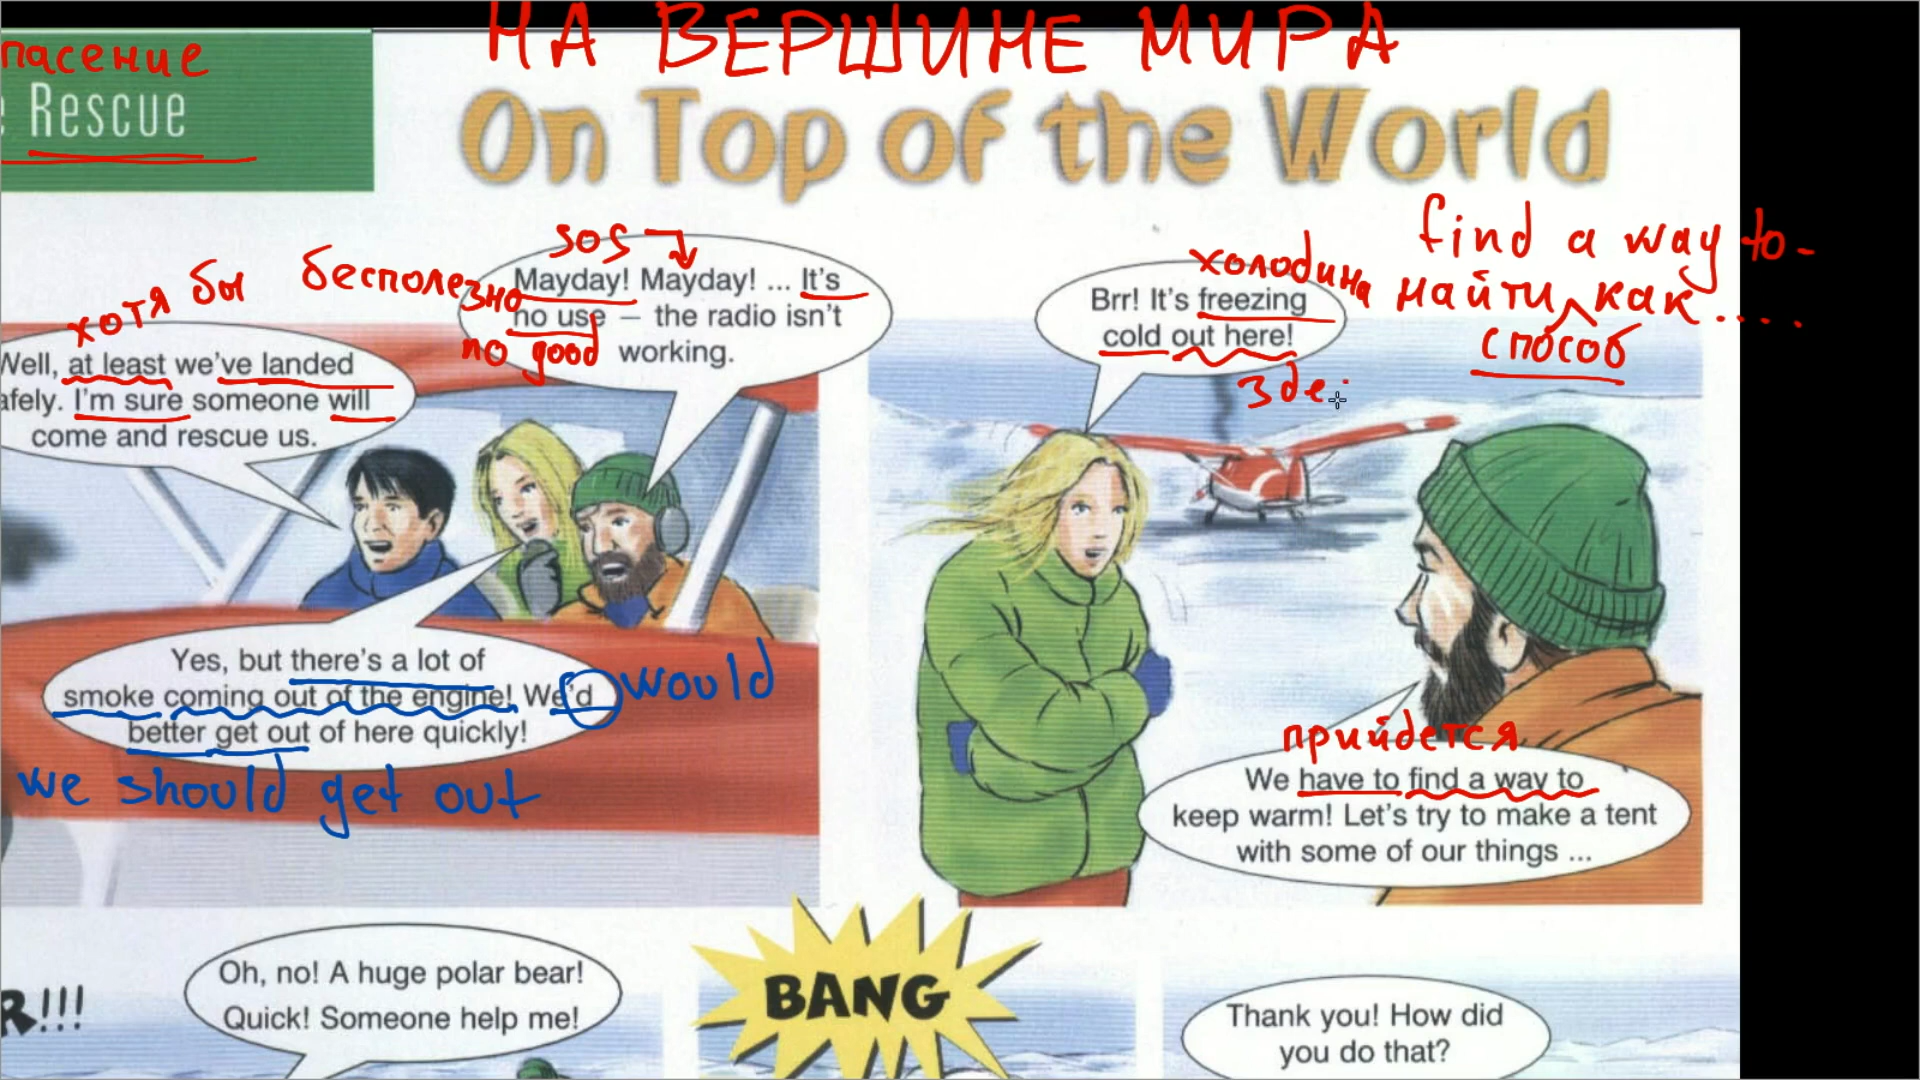 НА ВЕРШИНЕ МИРА
пасение
Rescue
On Top of the World
find a way to -
SOS
холодина
найти как ....
способ
хотя бы
бесполезно
Mayday! Mayday! ... It's
no use – the radio isn't
working.
no good
Brr! It's freezing
cold out here!
зде
Well, at least we've landed
afely. I'm sure someone will
come and rescue us.
Yes, but there's a lot of
smoke coming out of the engine! We'd
better get out of here quickly!
would
we should get out
прийдется
We have to find a way to
keep warm! Let's try to make a tent
with some of our things ...
R!!!
Oh, no! A huge polar bear!
Quick! Someone help me!
BANG
Thank you! How did
you do that?